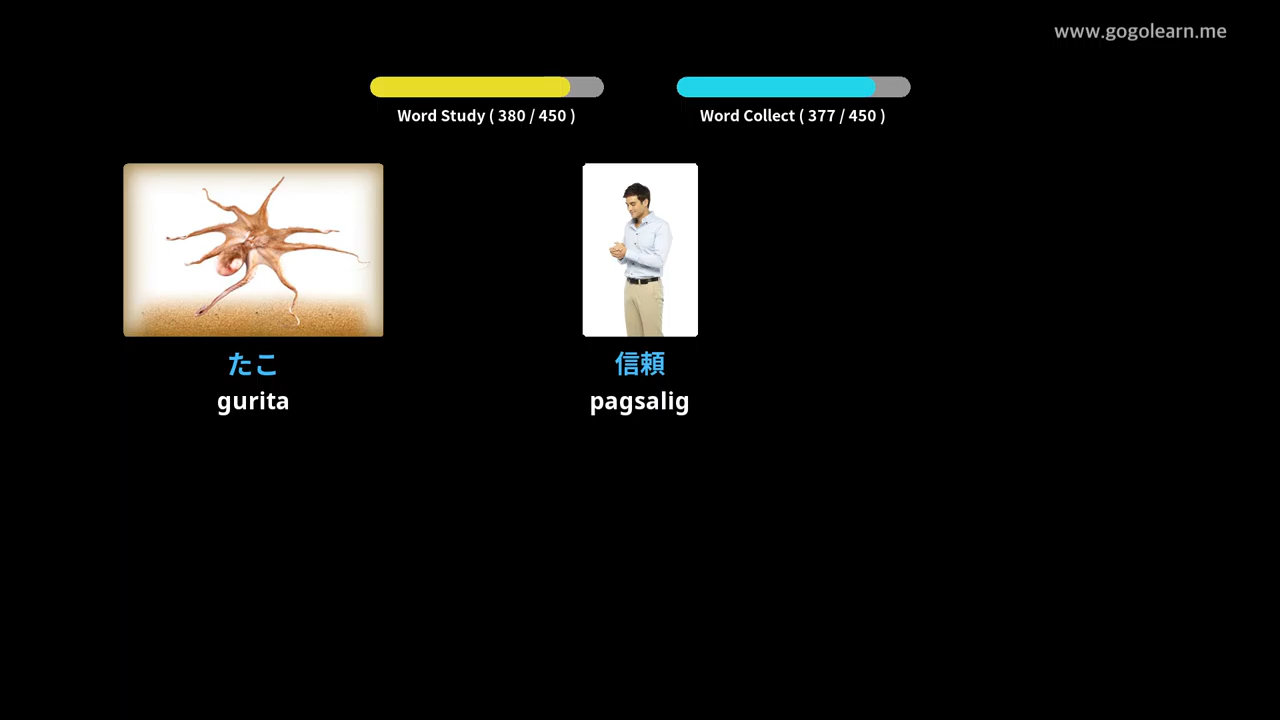 www.gogolearn.me
Word Study ( 380 / 450 )
Word Collect ( 377 / 450 )
たこ
gurita
信頼
pagsalig